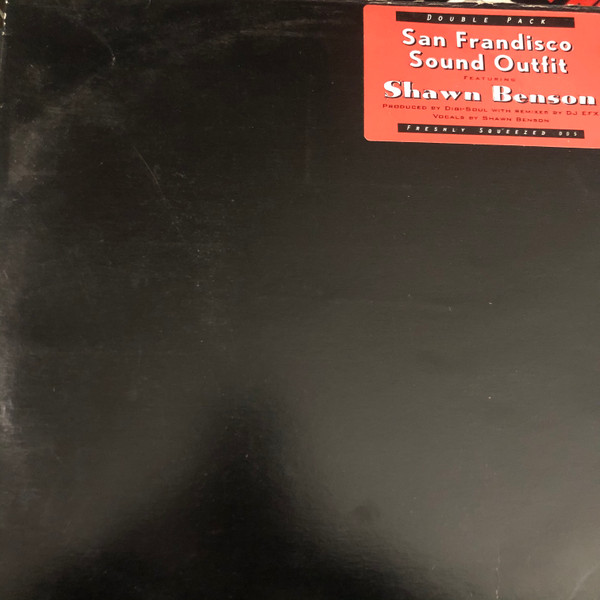 DOUBLE PACK
San Frandisco
Sound Outfit
FEATURING
Shawn Benson
PRODUCED BY DIGI-SOUL WITH REMIXES BY DJ EFX
VOCALS BY SHAWN BENSON
FRESHLY SQUEEZED 005